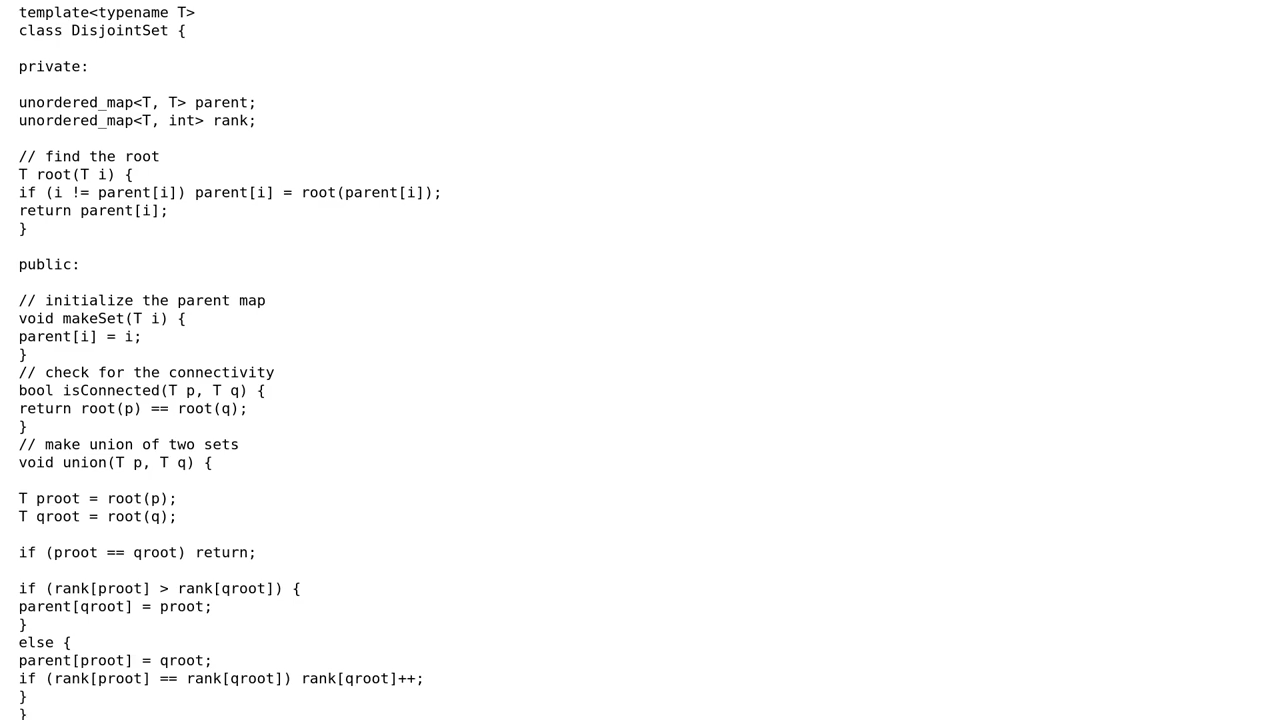 template<typename T>
class DisjointSet {
private:
unordered_map<T, T> parent;
unordered_map<T, int> rank;
// find the root
T root(T i) {
if (i != parent[i]) parent[i] = root(parent[i]);
return parent[i];
}
public:
// initialize the parent map
void makeSet(T i) {
parent[i] = i;
}
// check for the connectivity
bool isConnected(T p, T q) {
return root(p) == root(q);
}
// make union of two sets
void union(T p, T q) {
T proot = root(p);
T qroot = root(q);
if (proot == qroot) return;
if (rank[proot] > rank[qroot]) {
parent[qroot] = proot;
}
else {
parent[proot] = qroot;
if (rank[proot] == rank[qroot]) rank[qroot]++;
}
}